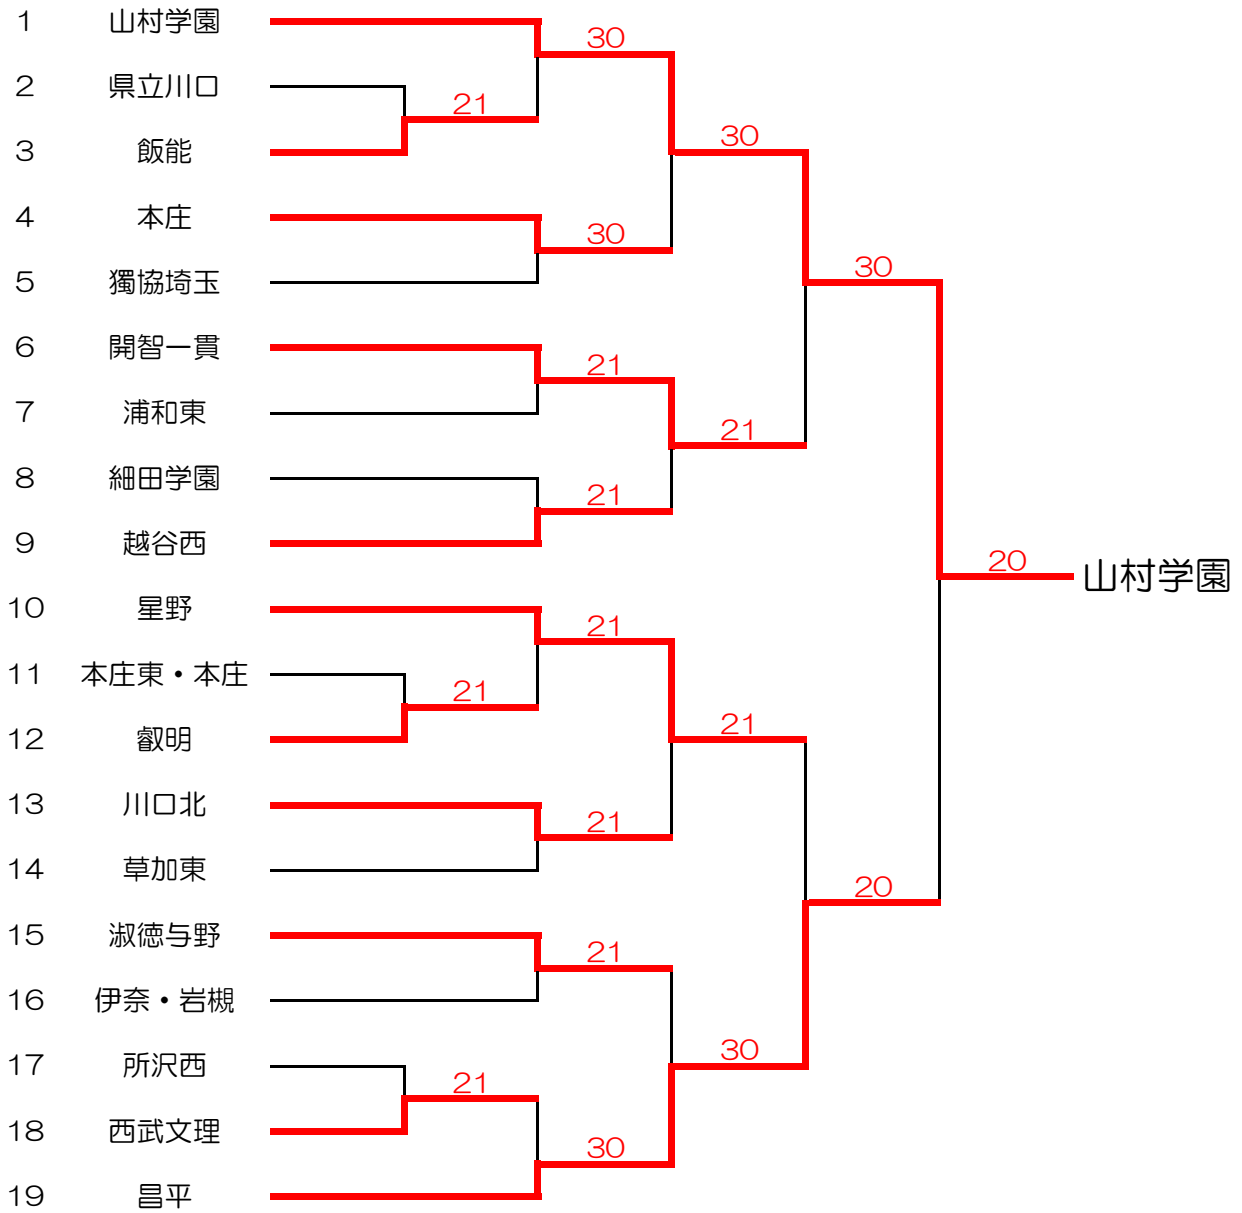 1 山村学園
30
2 県立川口
21
3 飯能
30
4 本庄
30
5 獨協埼玉
30
6 開智一貫
21
7 浦和東
21
8 細田学園
21
9 越谷西
20 山村学園
10 星野
21
11 本庄東・本庄
21
12 叡明
21
13 川口北
21
14 草加東
20
15 淑徳与野
21
16 伊奈・岩槻
30
17 所沢西
21
18 西武文理
30
19 昌平